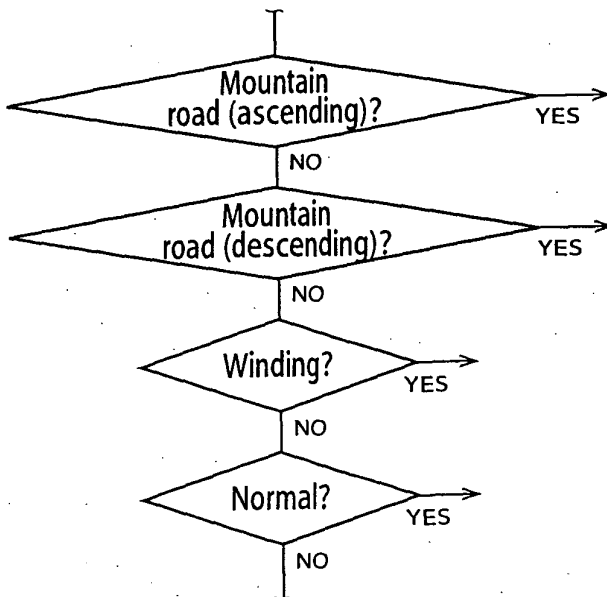 Mountain
road (ascending)?
YES
NO
Mountain
road (descending)?
YES
NO
Winding?
YES
NO
Normal?
YES
NO